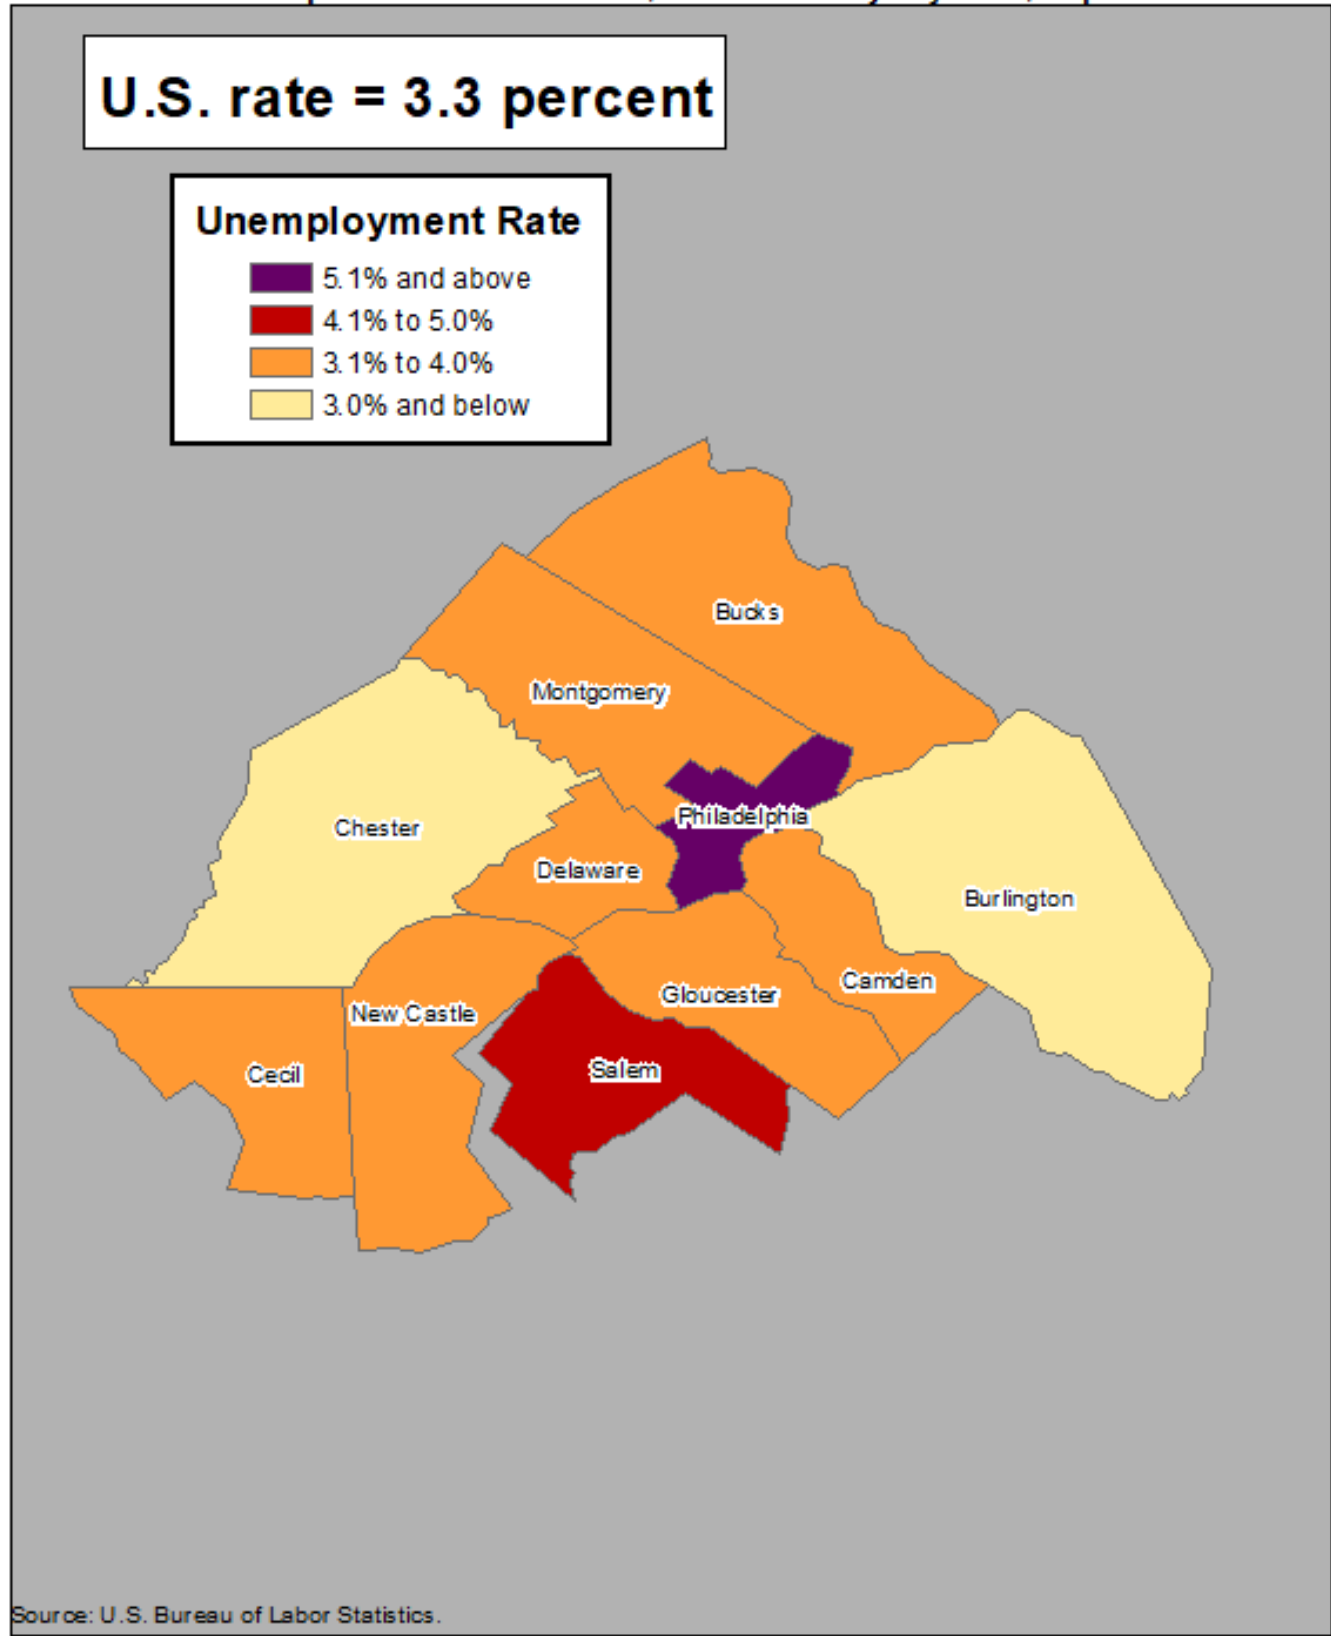 U.S. rate = 3.3 percent
Unemployment Rate
5.1% and above
4.1% to 5.0%
3.1% to 4.0%
3.0% and below
Bucks
Montgomery
Philadelphia
Chester
Delaware
Burlington
Camden
Gloucester
New Castle
Salem
Cecil
Source: U.S. Bureau of Labor Statistics.